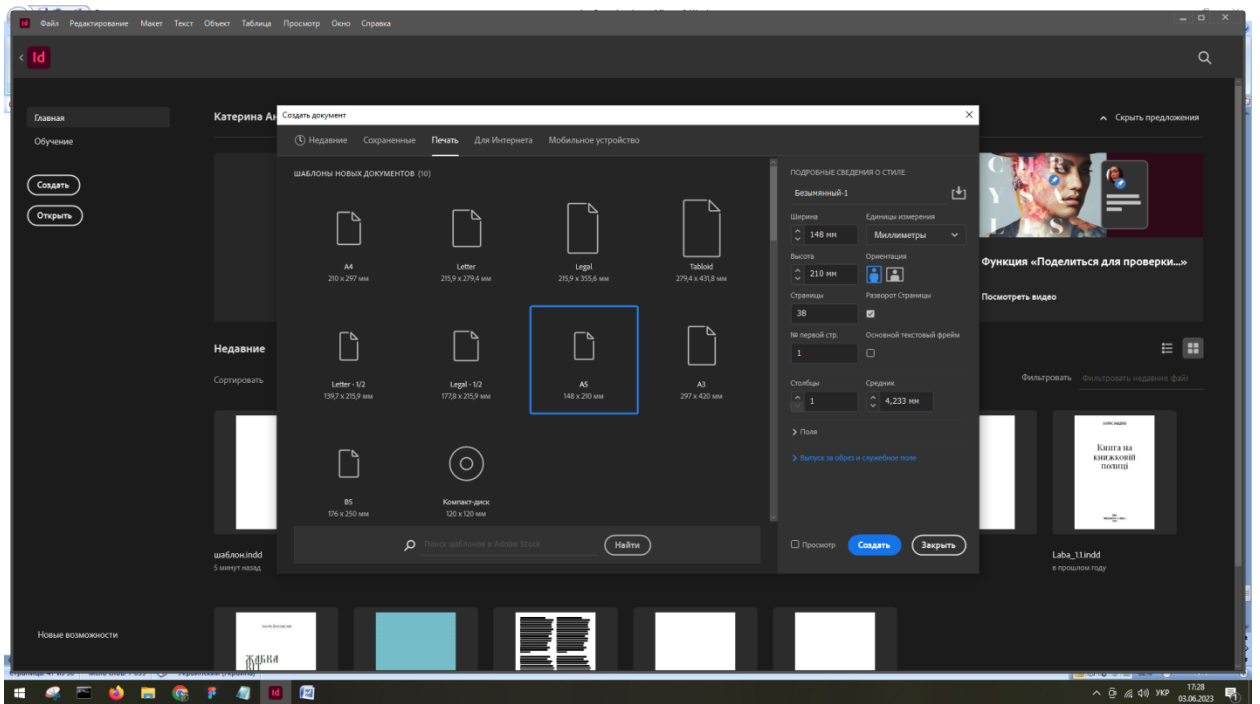 Id Файл Редактирование Макет Текст Объект Таблица Просмотр Окно Справка
Id
Главная
Обучение
Создать
Открыть
Катерина Ан
Скрыть предложения
Создать документ
Недавние Сохраненные Печать Для Интернета Мобильное устройство
ШАБЛОНЫ НОВЫХ ДОКУМЕНТОВ (10)
A4
210 x 297 мм
Letter
215,9 x 279,4 мм
Legal
215,9 x 355,6 мм
Tabloid
279,4 x 431,8 мм
Letter - 1/2
139,7 x 215,9 мм
Legal - 1/2
177,8 x 215,9 мм
A5
148 x 210 мм
A3
297 x 420 мм
B5
176 x 250 мм
Компакт-диск
120 x 120 мм
Поиск шаблонов в Adobe Stock
Найти
ПОДРОБНЫЕ СВЕДЕНИЯ О СТИЛЕ
Безымянный-1
Ширина Единицы измерения
148 мм Миллиметры
Высота Ориентация
210 мм
Страницы Разворот Страницы
38
№ первой стр. Основной текстовый фрейм
1
Столбцы Средник
1 4,233 мм
Поля
Выпуск за обрез и служебное поле
Просмотр Создать Закрыть
Функция «Поделиться для проверки...»
Посмотреть видео
Недавние
Сортировать
Фильтровать Фильтровать недавние файл
Книга на
книжковій
полиці
шаблон.indd
5 минут назад
Laba_1.1.indd
в прошлом году
Новые возможности
ЖАБКА
КІТ
Id
УКР
17:28
03.06.2023